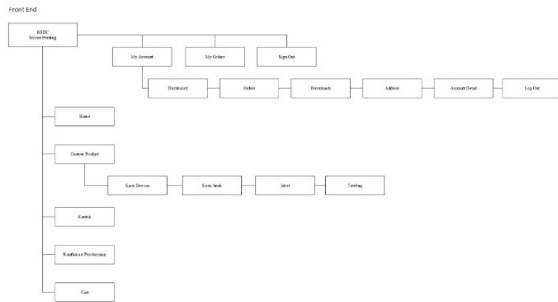 Front End
Screen Printing
My Account
My Orders
Sign Out
Dashboard
Orders
Downloads
Address
Account Detail
Log Out
Home
Custom Product
Kaos Dewasa
Kaos Anak
Jaket
Totebag
Kontak
Konfirmasi Pembayaran
Cart